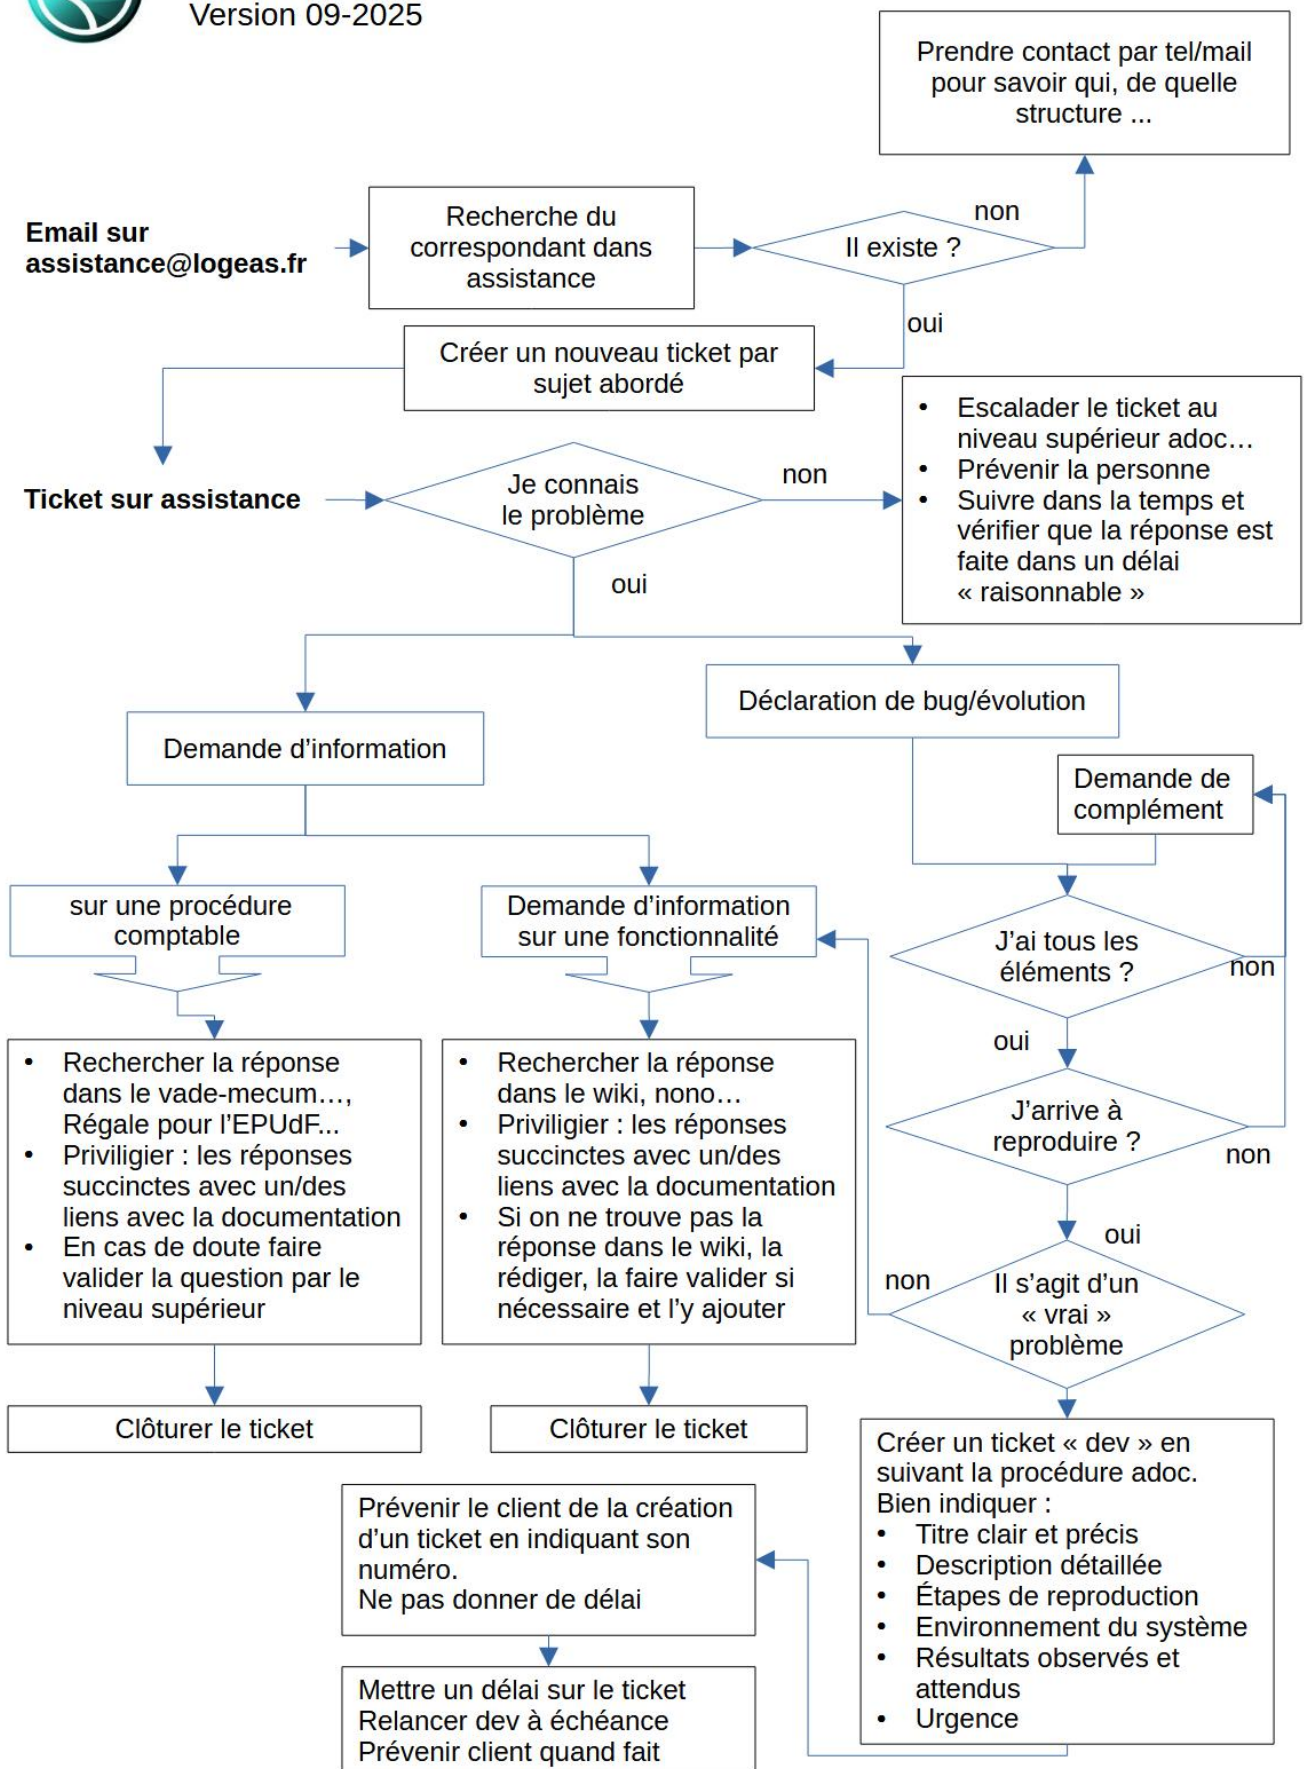 Version 09-2025
Prendre contact par tel/mail
pour savoir qui, de quelle
structure ...
Email sur
assistance@logeas.fr
Recherche du
correspondant dans
assistance
Il existe ?
non
oui
Créer un nouveau ticket par
sujet abordé
Ticket sur assistance
Je connais
le problème
non
• Escalader le ticket au
niveau supérieur adoc…
• Prévenir la personne
• Suivre dans la temps et
vérifier que la réponse est
faite dans un délai
« raisonnable »
oui
Demande d’information
Déclaration de bug/évolution
Demande de
complément
sur une procédure
comptable
Demande d’information
sur une fonctionnalité
J’ai tous les
éléments ?
non
oui
• Rechercher la réponse
dans le vade-mecum…,
Régale pour l’EPUdF...
• Priviligier : les réponses
succinctes avec un/des
liens avec la documentation
• En cas de doute faire
valider la question par le
niveau supérieur
• Rechercher la réponse
dans le wiki, nono…
• Priviligier : les réponses
succinctes avec un/des
liens avec la documentation
• Si on ne trouve pas la
réponse dans le wiki, la
rédiger, la faire valider si
nécessaire et l’y ajouter
J’arrive à
reproduire ?
non
oui
non
Il s’agit d’un
« vrai »
problème
Clôturer le ticket
Clôturer le ticket
Créer un ticket « dev » en
suivant la procédure adoc.
Bien indiquer :
• Titre clair et précis
• Description détaillée
• Étapes de reproduction
• Environnement du système
• Résultats observés et
attendus
• Urgence
Prévenir le client de la création
d’un ticket en indiquant son
numéro.
Ne pas donner de délai
Mettre un délai sur le ticket
Relancer dev à échéance
Prévenir client quand fait